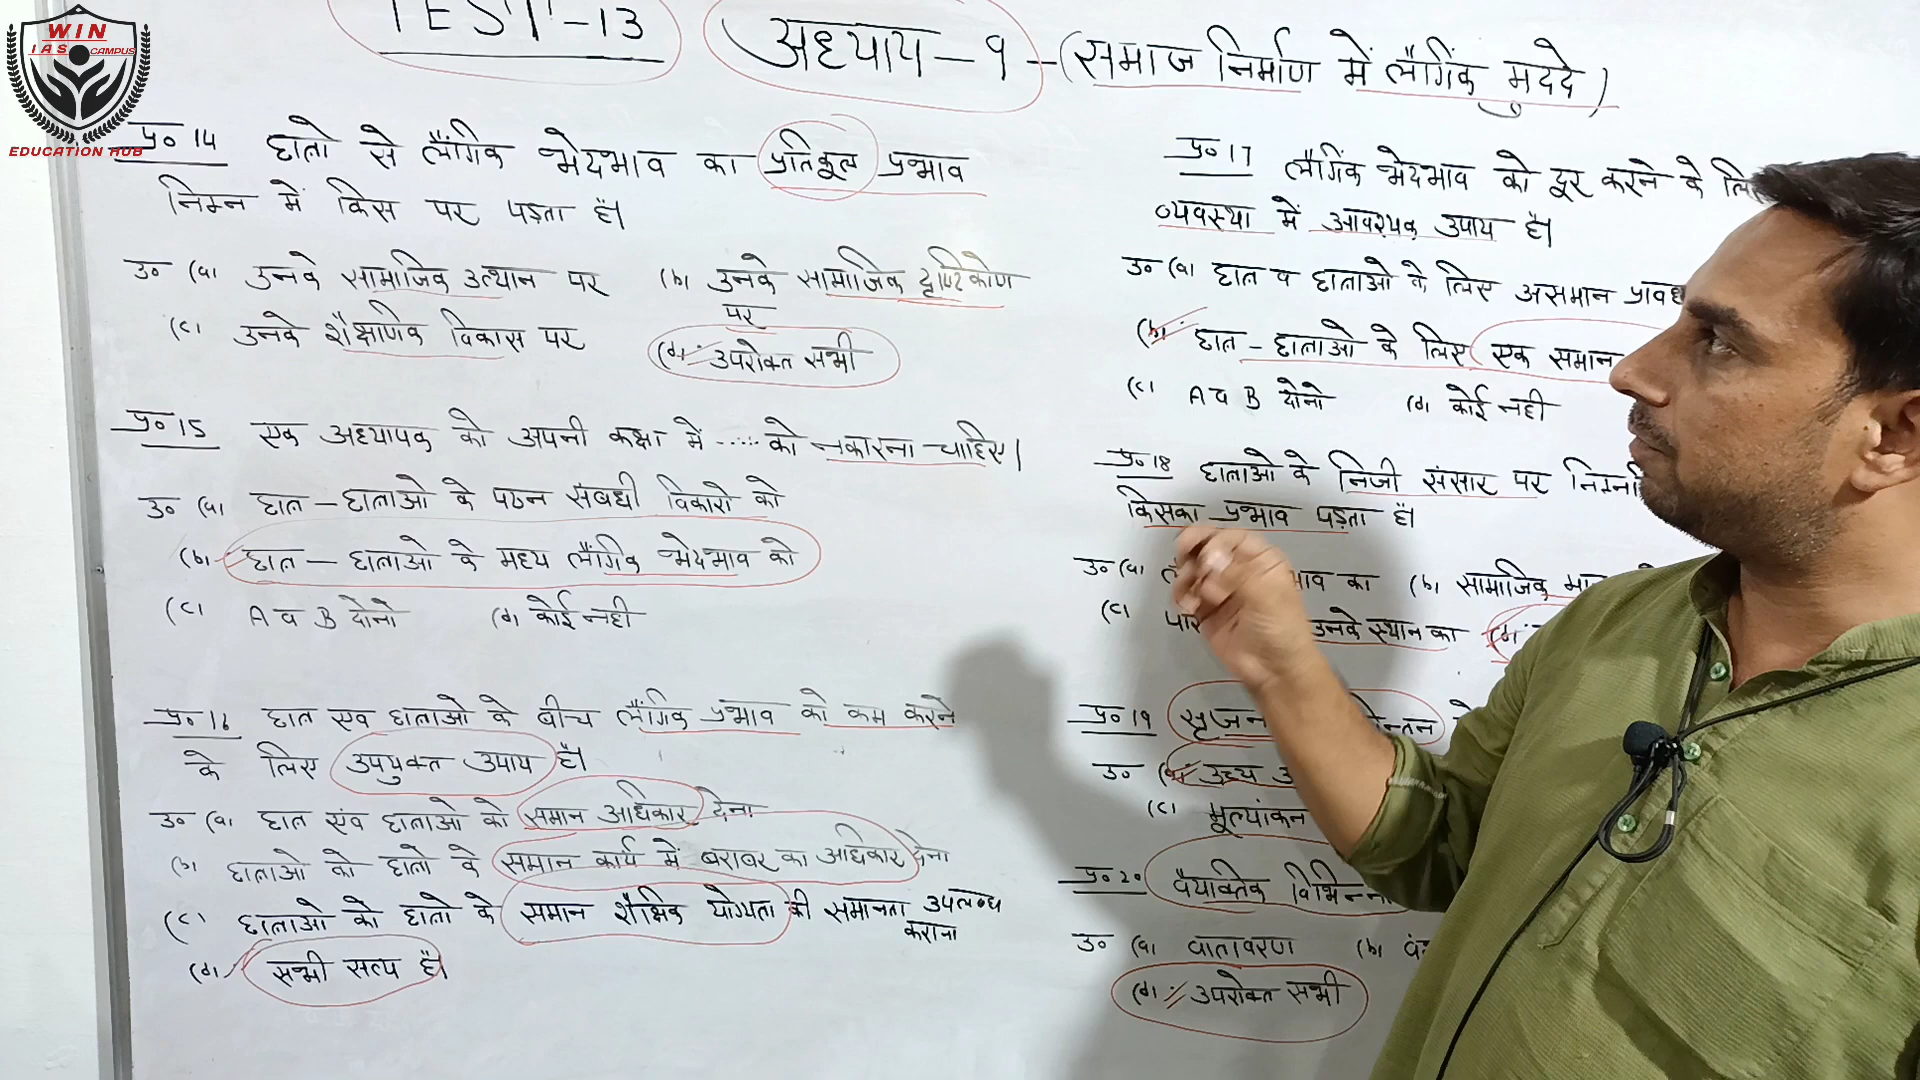 WIN
IAS CAMPUS
EDUCATION HUB
TEST-13
अध्याय - 9 - (समाज निर्माण में लैगिंक मुददे)
प्र० 14 छात्रो से लैंगिक भेदभाव का प्रतिकूल प्रभाव
निम्न में किस पर पड़ता है।
उ० (a) उनके सामाजिक उत्थान पर (b) उनके सामाजिक दृष्टिकोण
पर
(c) उनके शैक्षणिक विकास पर (d) उपरोक्त सभी
प्र० 15 एक अध्यापक को अपनी कक्षा में ...... को नकारना चाहिए।
उ० (a) छात्र - छात्राओ के पठन संबधी विकारो को
(b) छात्र - छात्राओ के मध्य लैंगिक भेदभाव को
(c) A व B दोनो (d) कोई नही
प्र० 16 छात्र एवं छात्राओ के बीच लैंगिक प्रभाव को कम करने
के लिए उपयुक्त उपाय है।
उ० (a) छात्र एंव छात्राओ को समान अधिकार देना
(b) छात्राओ को छात्रो के समान कार्य में बराबर का अधिकार देना
(c) छात्राओ को छात्रो के समान शैक्षिक योग्यता की समानता उपलब्ध
कराना
(d) सभी सत्य है।
प्र० 17 लैगिंक भेदभाव को दूर करने के
व्यवस्था में आवश्यक उपाय है।
उ० (a) छात्र व छात्राओ के लिए असमान
(b) छात्र - छात्राओ के लिए एक समान
(c) A व B दोनो (d) कोई नही
प्र० 18 छात्राओ के निजी संसार पर
किसका प्रभाव पड़ता है।
उ० (a) का (b) सामाजिक
(c) उनके स्थान का (d)
प्र० 19
उ० (a) उच्च
(c) मूल्यांकन
प्र० 20 वैयक्तिक
उ० (a) वातावरण (b)
(d) उपरोक्त सभी